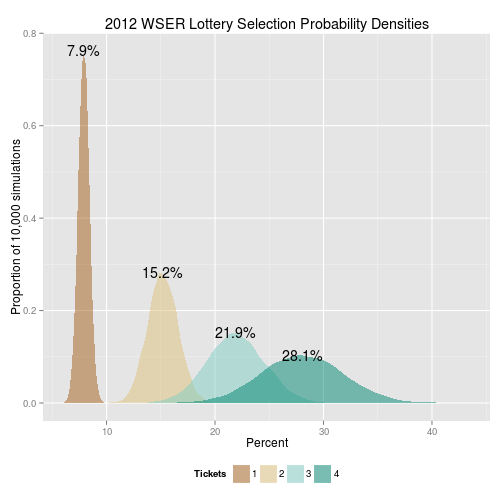 2012 WSER Lottery Selection Probability Densities
0.8
7.9%
0.6
Proportion of 10,000 simulations
0.4
15.2%
0.2
21.9%
28.1%
0.0
10 20 30 40
Percent
Tickets 1 2 3 4